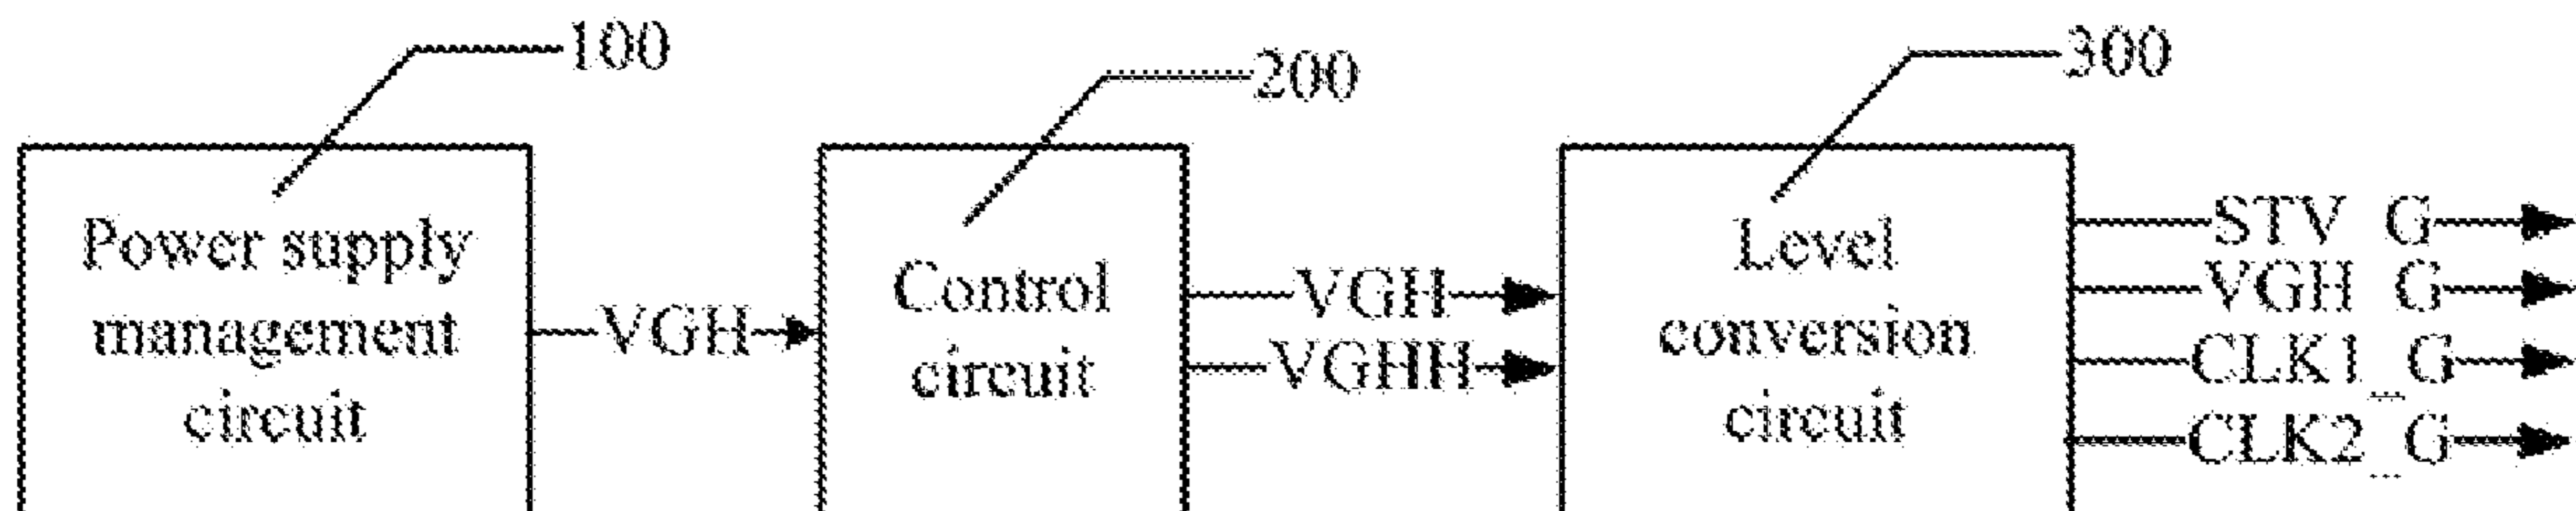 100
200
300
Power supply
management
circuit
VGH
Control
circuit
VGH
VGHH
Level
conversion
circuit
STV_G
VGH_G
CLK1_G
CLK2_G